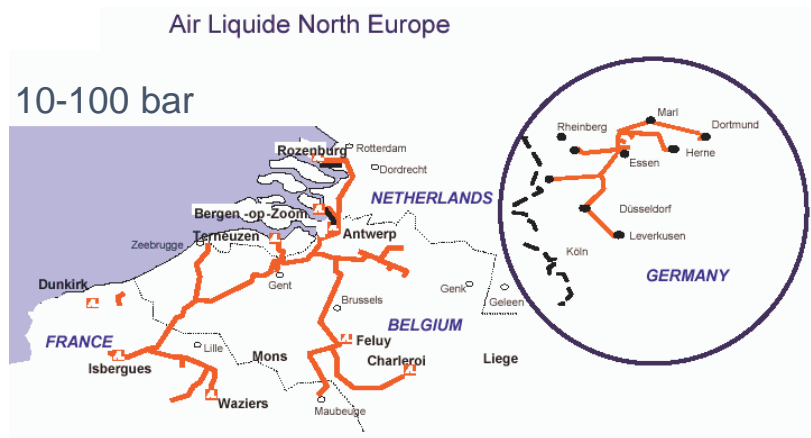 Air Liquide North Europe
10-100 bar
Marl
Rheinberg
Dortmund
Rozenburg
Rotterdam
Herne
Essen
Dordrecht
NETHERLANDS
Bergen -op-Zoom
Düsseldorf
Terneuzen
Antwerp
Zeebrugge
Leverkusen
Köln
GERMANY
Dunkirk
Gent
Genk
Geleen
Brussels
BELGIUM
FRANCE
Lille
Feluy
Mons
Charleroi
Liege
Isbergues
Waziers
Maubeuge